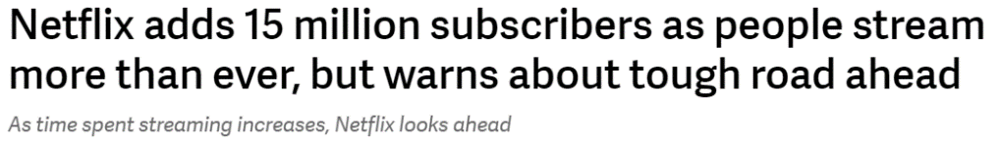 Netflix adds 15 million subscribers as people stream
more than ever, but warns about tough road ahead
As time spent streaming increases, Netflix looks ahead